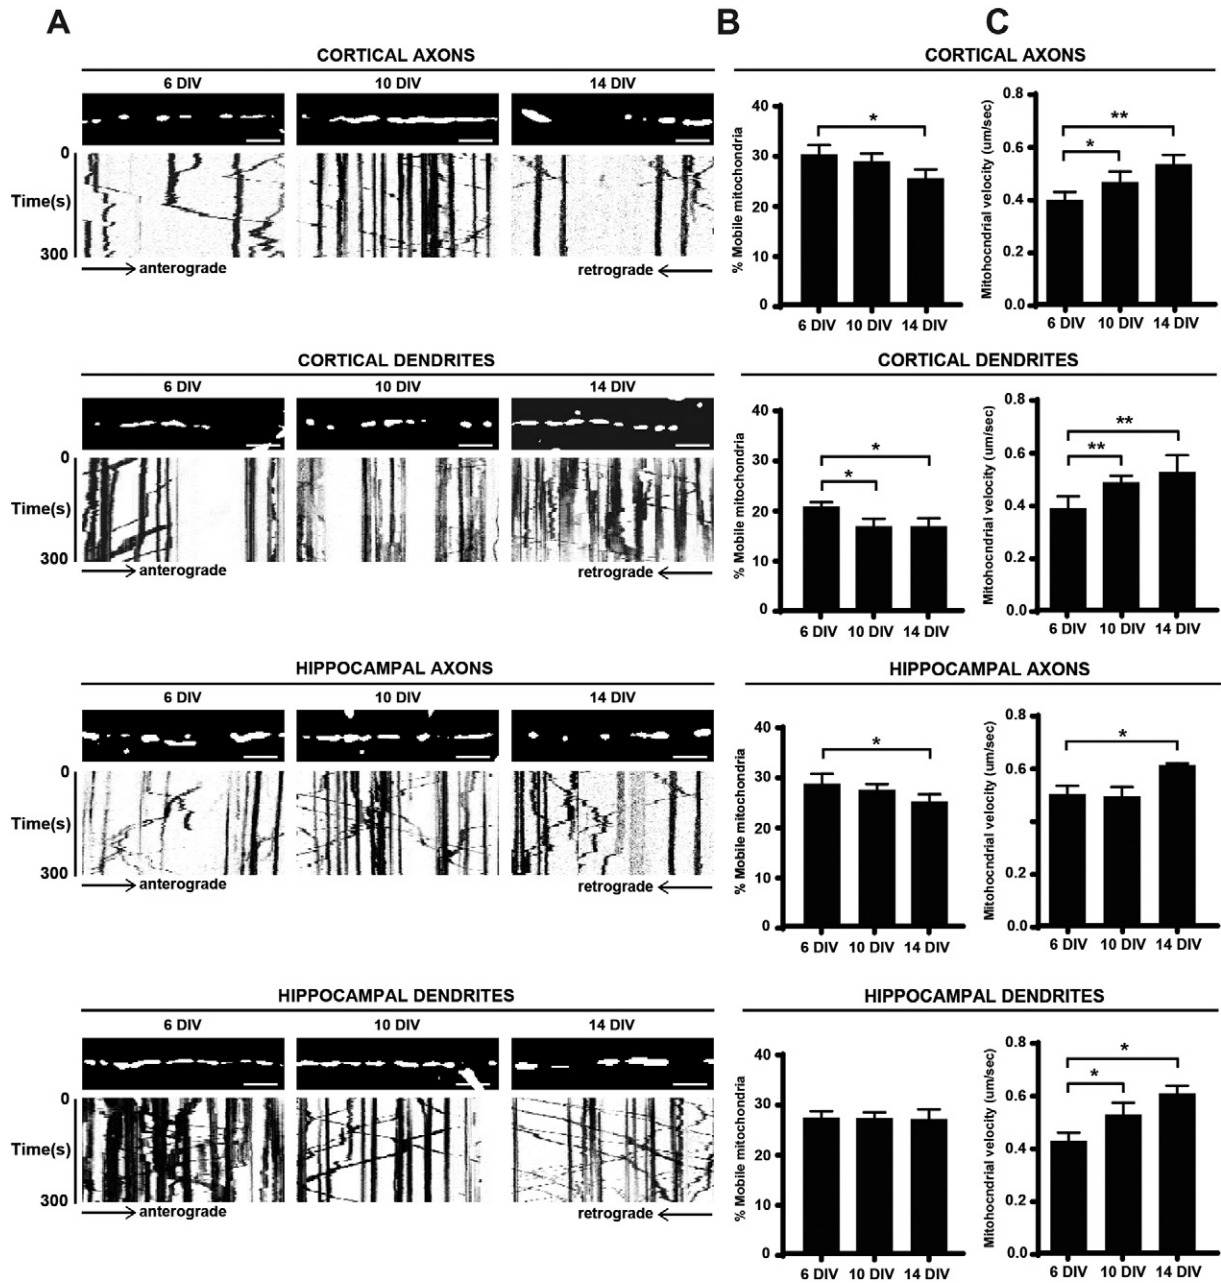 A B C
CORTICAL AXONS
6 DIV 10 DIV 14 DIV
0
Time(s)
300
anterograde retrograde
CORTICAL AXONS
% Mobile mitochondria
40
30
20
10
0
*
6 DIV 10 DIV 14 DIV
Mitohocndrial velocity (um/sec)
0.8
0.6
0.4
0.2
0.0
*
**
6 DIV 10 DIV 14 DIV
CORTICAL DENDRITES
6 DIV 10 DIV 14 DIV
0
Time(s)
300
anterograde retrograde
CORTICAL DENDRITES
% Mobile mitochondria
40
30
20
10
0
*
*
6 DIV 10 DIV 14 DIV
Mitohocndrial velocity (um/sec)
0.8
0.6
0.4
0.2
0.0
**
**
6 DIV 10 DIV 14 DIV
HIPPOCAMPAL AXONS
6 DIV 10 DIV 14 DIV
0
Time(s)
300
anterograde retrograde
HIPPOCAMPAL AXONS
% Mobile mitochondria
40
30
20
10
0
*
6 DIV 10 DIV 14 DIV
Mitohocndrial velocity (um/sec)
0.8
0.6
0.2
0.0
*
6 DIV 10 DIV 14 DIV
HIPPOCAMPAL DENDRITES
6 DIV 10 DIV 14 DIV
0
Time(s)
300
anterograde retrograde
HIPPOCAMPAL DENDRITES
% Mobile mitochondria
40
30
20
10
0
6 DIV 10 DIV 14 DIV
Mitohocndrial velocity (um/sec)
0.8
0.6
0.4
0.2
0.0
*
*
6 DIV 10 DIV 14 DIV